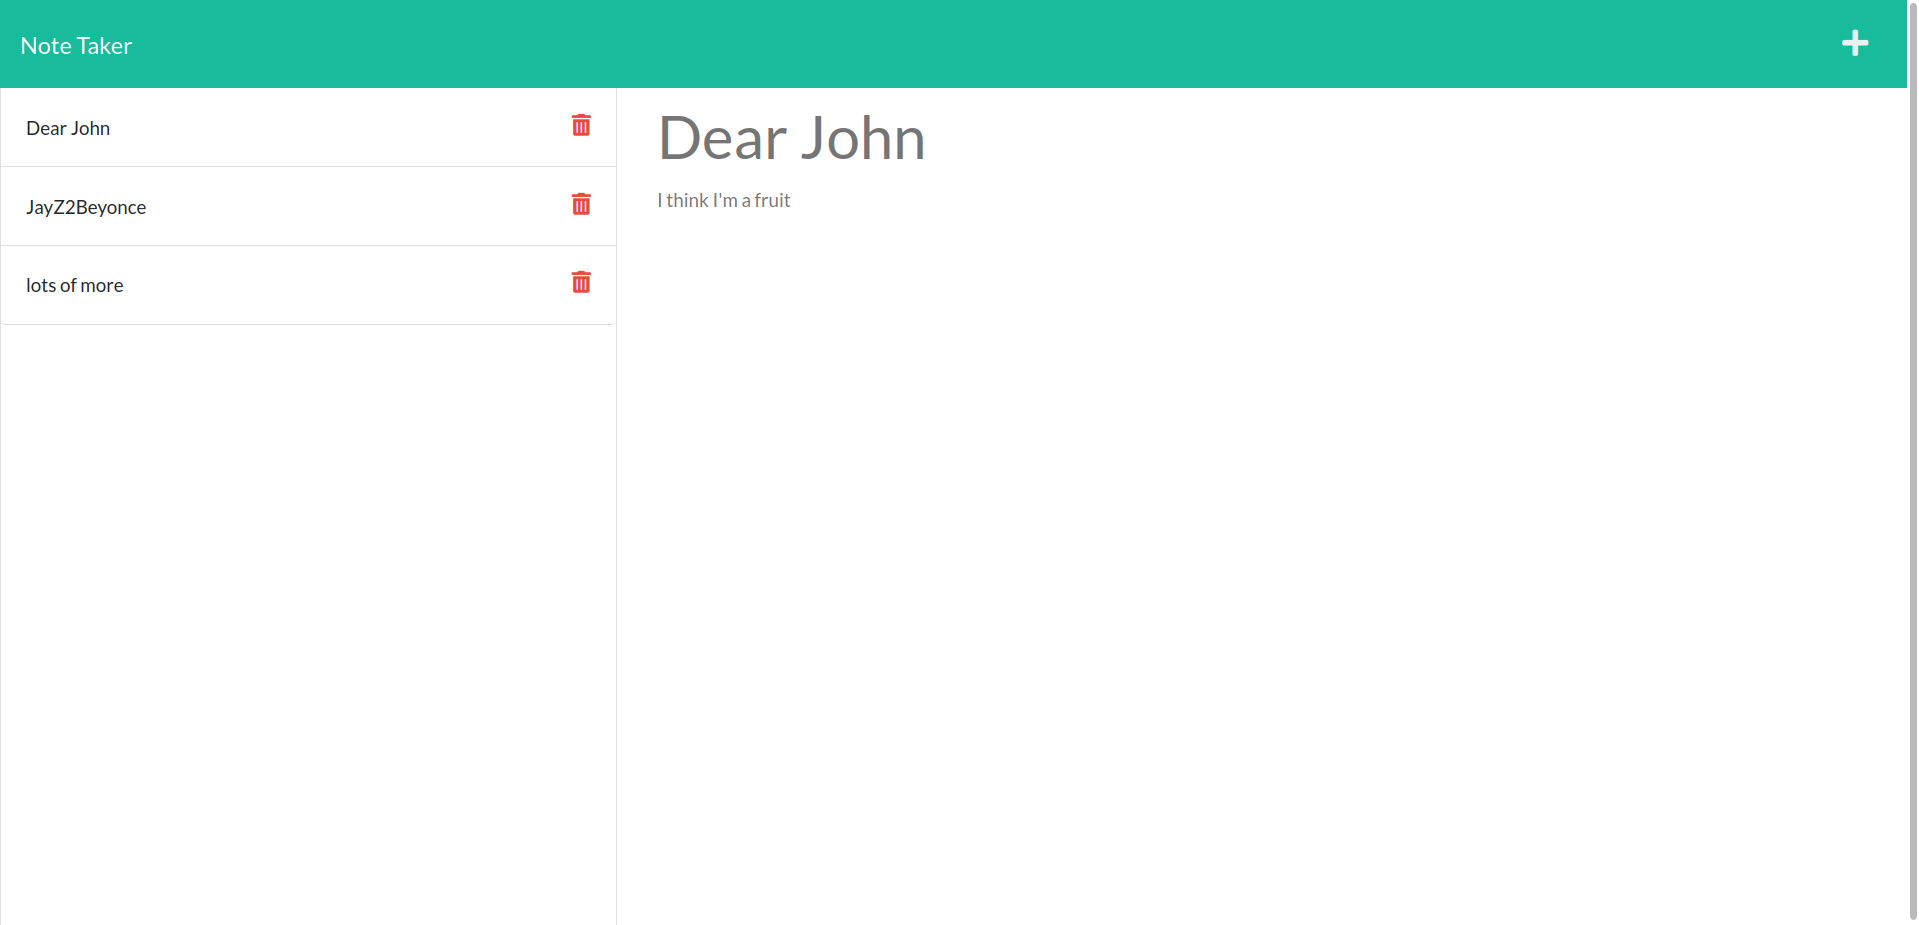 Note Taker
Dear John
JayZ2Beyonce
lots of more
Dear John
I think I'm a fruit